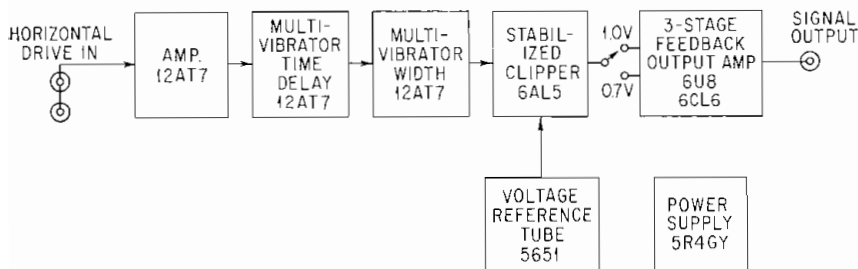 HORIZONTAL
DRIVE IN
AMP.
12AT7
MULTI-
VIBRATOR
TIME
DELAY
12AT7
MULTI-
VIBRATOR
WIDTH
12AT7
STABIL-
IZED
CLIPPER
6AL5
1.0V
0.7V
3-STAGE
FEEDBACK
OUTPUT AMP
6U8
6CL6
SIGNAL
OUTPUT
VOLTAGE
REFERENCE
TUBE
5651
POWER
SUPPLY
5R4GY